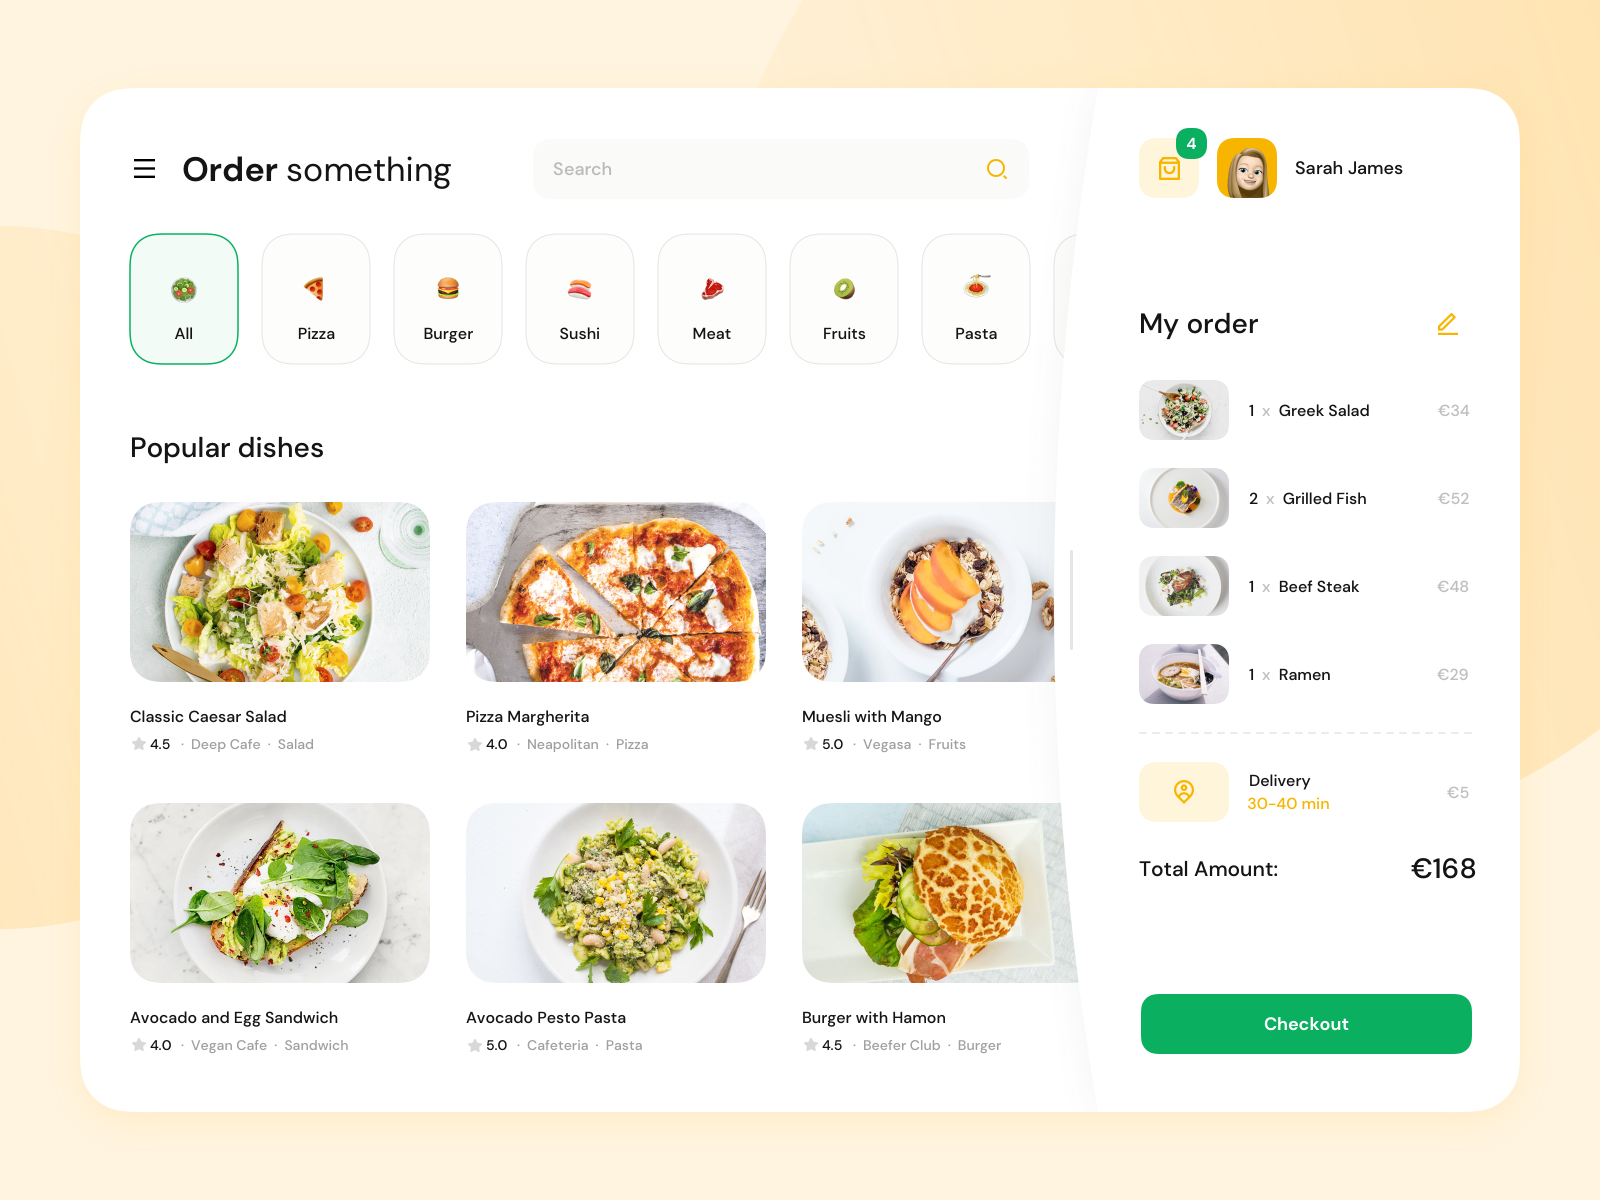 Order something
Search
4
Sarah James
All
Pizza
Burger
Sushi
Meat
Fruits
Pasta
Popular dishes
Classic Caesar Salad
4.5 · Deep Cafe · Salad
Pizza Margherita
4.0 · Neapolitan · Pizza
Muesli with Mango
5.0 · Vegasa · Fruits
Avocado and Egg Sandwich
4.0 · Vegan Cafe · Sandwich
Avocado Pesto Pasta
5.0 · Cafeteria · Pasta
Burger with Hamon
4.5 · Beefer Club · Burger
My order
1 x Greek Salad €34
2 x Grilled Fish €52
1 x Beef Steak €48
1 x Ramen €29
Delivery
30-40 min
€5
Total Amount: €168
Checkout